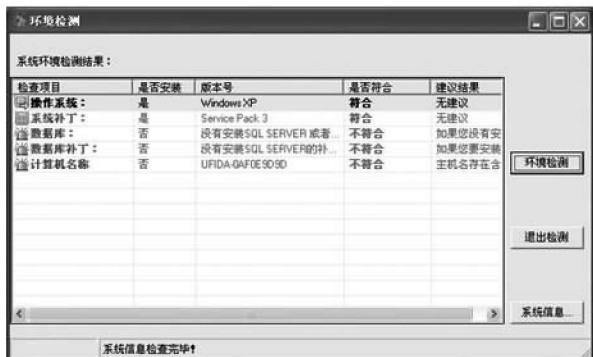 环境检测
系统环境检测结果：
检查项目 是否安装 版本号 是否符合 建议结果
操作系统： 是 Windows XP 符合 无建议
系统补丁： 是 Service Pack 3 符合 无建议
数据库： 否 没有安装SQL SERVER 或者... 不符合 如果您没有安
数据库补丁： 否 没有安装SQL SERVER的补... 不符合 如果您要安装
计算机名称 否 UFIDA-0AF0E9D9D 不符合 主机名存在含
环境检测
退出检测
系统信息...
系统信息检查完毕！